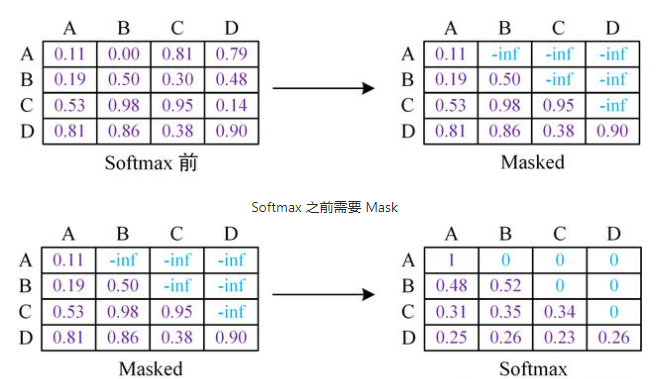 A B C D A B C D
A 0.11 0.00 0.81 0.79 A 0.11 -inf -inf -inf
B 0.19 0.50 0.30 0.48 B 0.19 0.50 -inf -inf
C 0.53 0.98 0.95 0.14 C 0.53 0.98 0.95 -inf
D 0.81 0.86 0.38 0.90 D 0.81 0.86 0.38 0.90
Softmax 前 Masked
Softmax 之前需要 Mask
A B C D A B C D
A 0.11 -inf -inf -inf A 1 0 0 0
B 0.19 0.50 -inf -inf B 0.48 0.52 0 0
C 0.53 0.98 0.95 -inf C 0.31 0.35 0.34 0
D 0.81 0.86 0.38 0.90 D 0.25 0.26 0.23 0.26
Masked Softmax